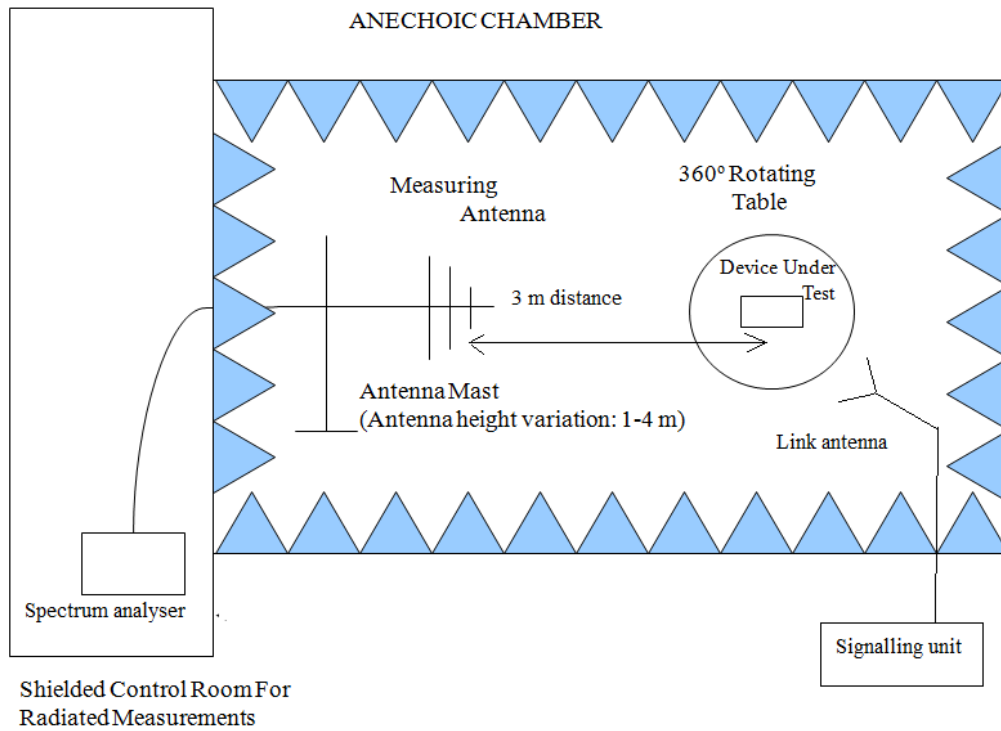 ANECHOIC CHAMBER
Measuring
Antenna
360º Rotating
Table
Device Under
Test
3 m distance
Antenna Mast
(Antenna height variation: 1-4 m)
Link antenna
Spectrum analyser
Signalling unit
Shielded Control Room For
Radiated Measurements